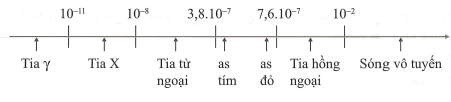 10⁻¹¹ 10⁻⁸ 3,8.10⁻⁷ 7,6.10⁻⁷ 10⁻²
Tia γ Tia X Tia tử as as Tia hồng Sóng vô tuyến
ngoại tím đỏ ngoại